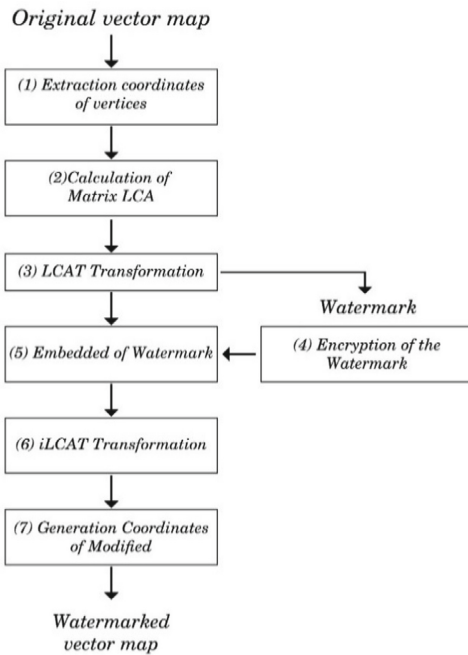 Original vector map
(1) Extraction coordinates
of vertices
(2)Calculation of
Matrix LCA
(3) LCAT Transformation
Watermark
(4) Encryption of the
Watermark
(5) Embedded of Watermark
(6) iLCAT Transformation
(7) Generation Coordinates
of Modified
Watermarked
vector map